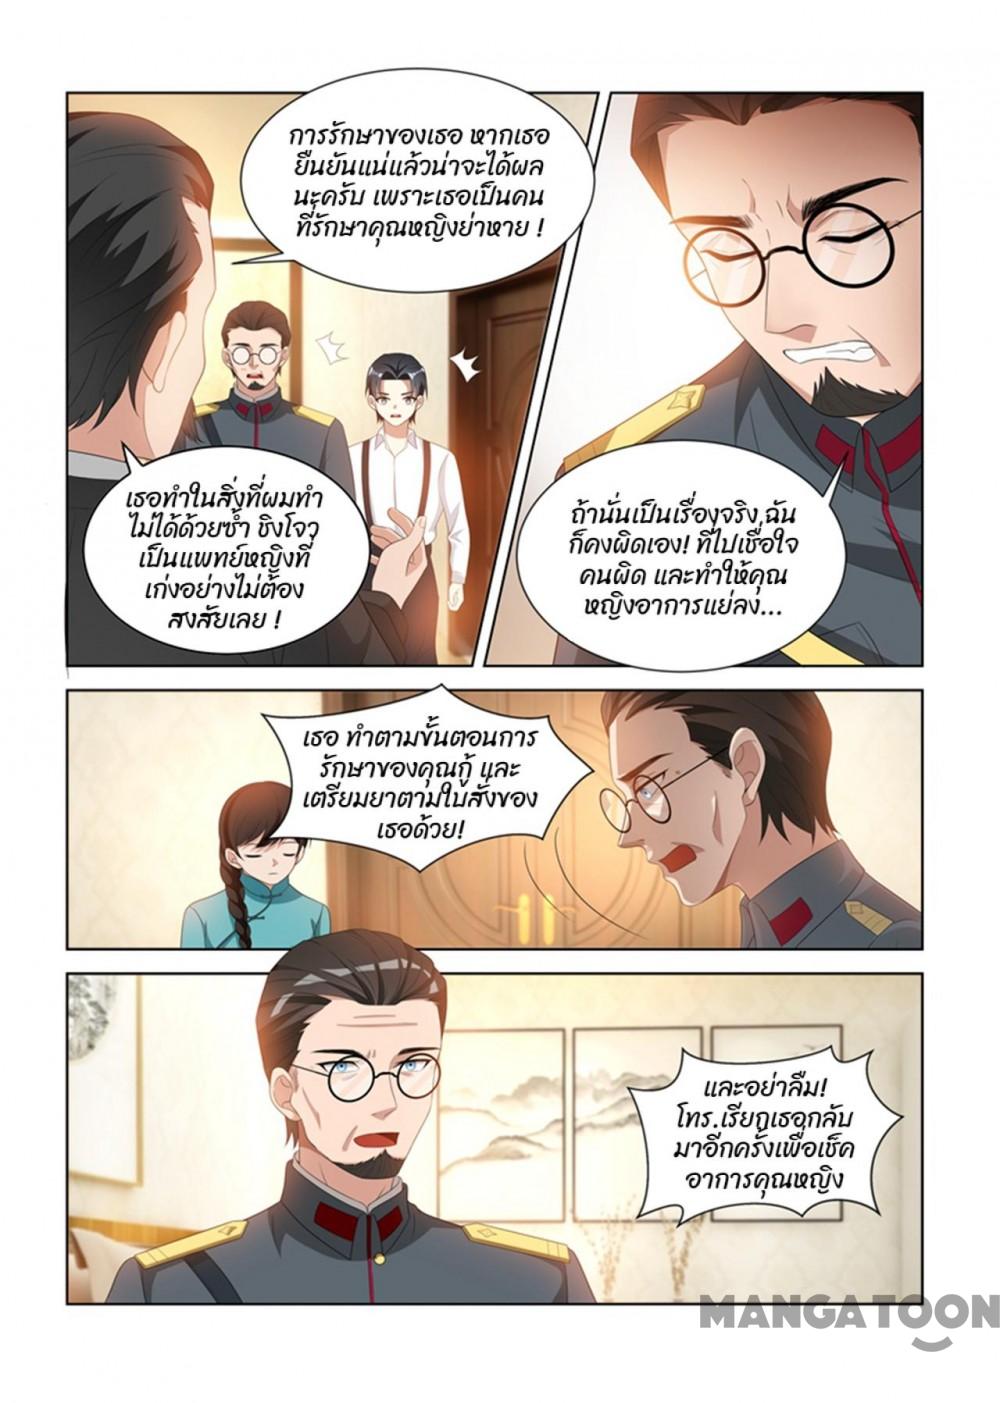 การรักษาของเธอ หากเธอ
ยืนยันแน่แล้วน่าจะได้ผล
นะครับ เพราะเธอเป็นคน
ที่รักษาคุณหญิงย่าหาย !
เธอทำในสิ่งที่ผมทำ
ไม่ได้ด้วยซ้ำ ชิงโจว
เป็นแพทย์หญิงที่
เก่งอย่างไม่ต้อง
สงสัยเลย !
ถ้านั่นเป็นเรื่องจริง ฉัน
ก็คงผิดเอง! ที่ไปเชื่อใจ
คนผิด และทำให้คุณ
หญิงอาการแย่ลง...
เธอ ทำตามขั้นตอนการ
รักษาของคุณกู้ และ
เตรียมยาตามใบสั่งของ
เธอด้วย!
และอย่าลืม!
โทร.เรียกเธอกลับ
มาอีกครั้งเพื่อเช็ค
อาการคุณหญิง
MANGATOON